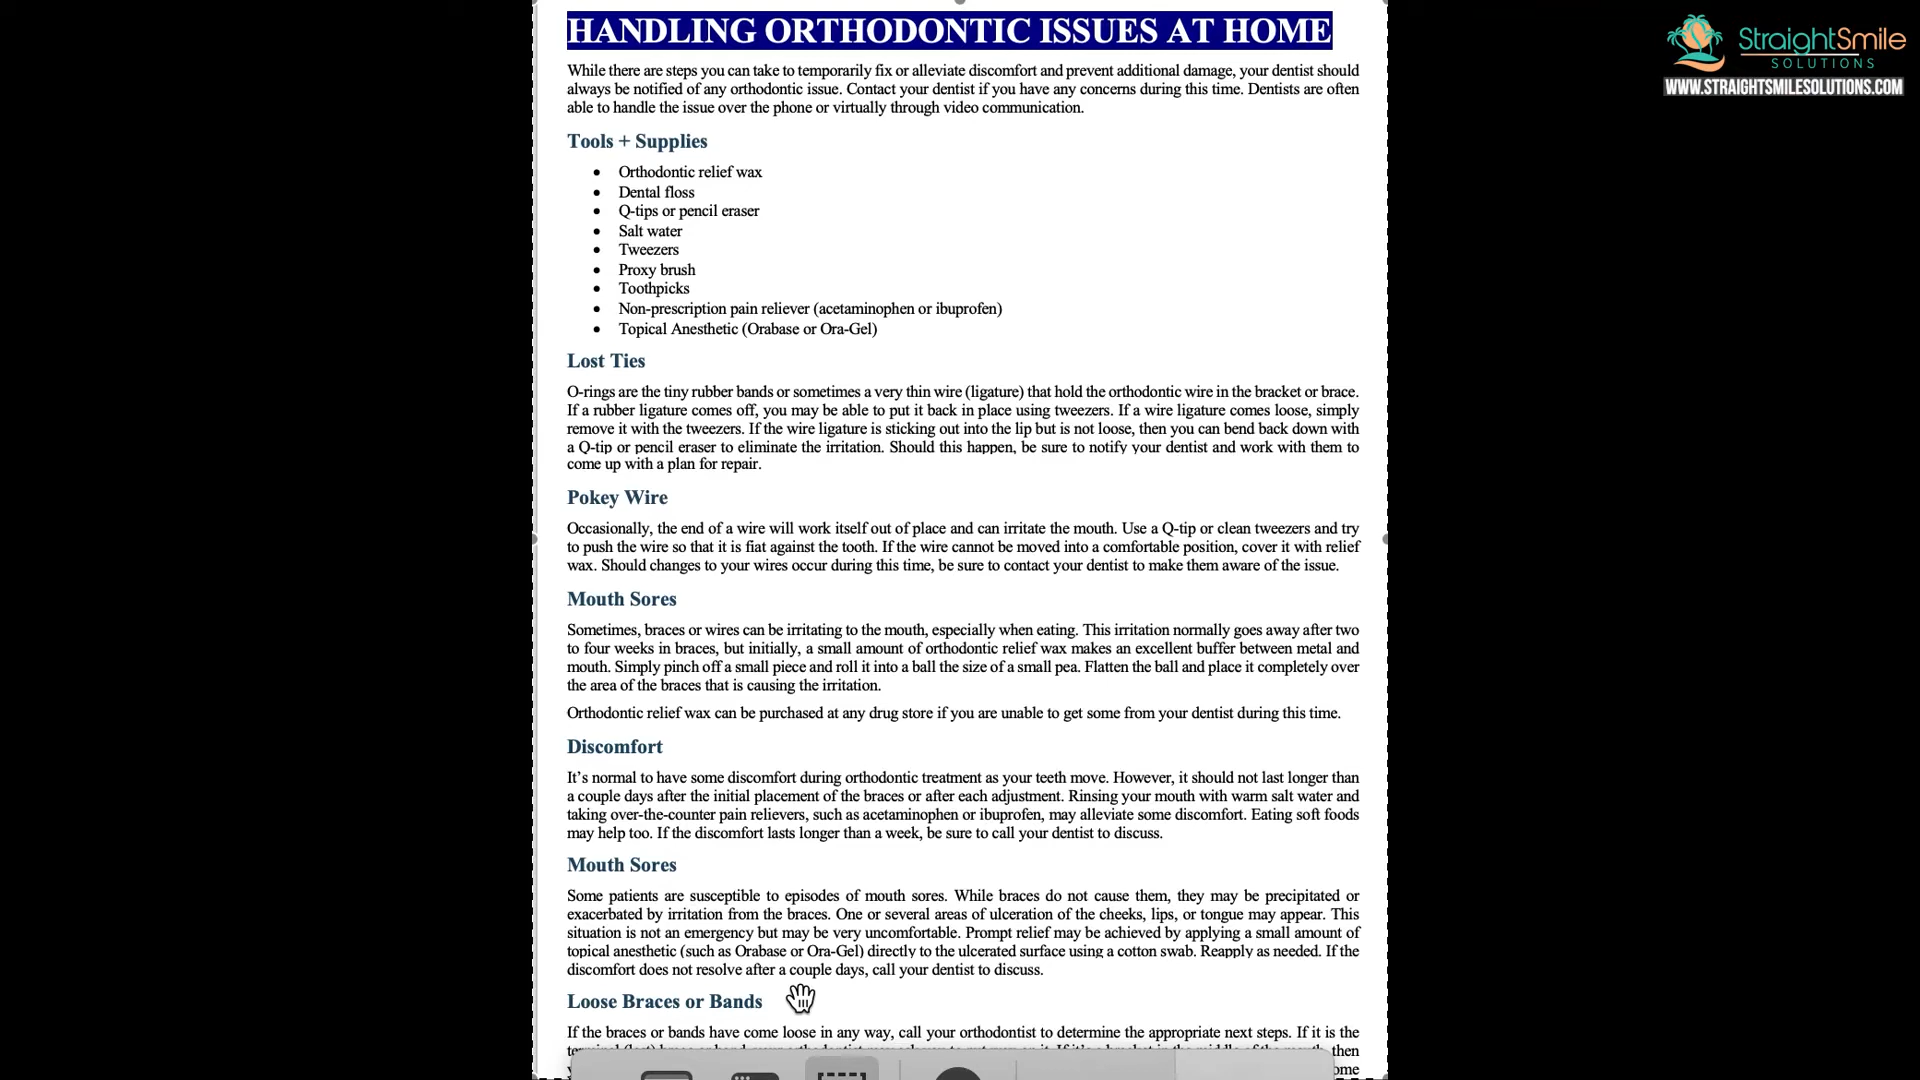 HANDLING ORTHODONTIC ISSUES AT HOME
StraightSmile
SOLUTIONS
WWW.STRAIGHTSMILESOLUTIONS.COM
While there are steps you can take to temporarily fix or alleviate discomfort and prevent additional damage, your dentist should
always be notified of any orthodontic issue. Contact your dentist if you have any concerns during this time. Dentists are often
able to handle the issue over the phone or virtually through video communication.
Tools + Supplies
• Orthodontic relief wax
• Dental floss
• Q-tips or pencil eraser
• Salt water
• Tweezers
• Proxy brush
• Toothpicks
• Non-prescription pain reliever (acetaminophen or ibuprofen)
• Topical Anesthetic (Orabase or Ora-Gel)
Lost Ties
O-rings are the tiny rubber bands or sometimes a very thin wire (ligature) that hold the orthodontic wire in the bracket or brace.
If a rubber ligature comes off, you may be able to put it back in place using tweezers. If a wire ligature comes loose, simply
remove it with the tweezers. If the wire ligature is sticking out into the lip but is not loose, then you can bend back down with
a Q-tip or pencil eraser to eliminate the irritation. Should this happen, be sure to notify your dentist and work with them to
come up with a plan for repair.
Pokey Wire
Occasionally, the end of a wire will work itself out of place and can irritate the mouth. Use a Q-tip or clean tweezers and try
to push the wire so that it is fiat against the tooth. If the wire cannot be moved into a comfortable position, cover it with relief
wax. Should changes to your wires occur during this time, be sure to contact your dentist to make them aware of the issue.
Mouth Sores
Sometimes, braces or wires can be irritating to the mouth, especially when eating. This irritation normally goes away after two
to four weeks in braces, but initially, a small amount of orthodontic relief wax makes an excellent buffer between metal and
mouth. Simply pinch off a small piece and roll it into a ball the size of a small pea. Flatten the ball and place it completely over
the area of the braces that is causing the irritation.
Orthodontic relief wax can be purchased at any drug store if you are unable to get some from your dentist during this time.
Discomfort
It's normal to have some discomfort during orthodontic treatment as your teeth move. However, it should not last longer than
a couple days after the initial placement of the braces or after each adjustment. Rinsing your mouth with warm salt water and
taking over-the-counter pain relievers, such as acetaminophen or ibuprofen, may alleviate some discomfort. Eating soft foods
may help too. If the discomfort lasts longer than a week, be sure to call your dentist to discuss.
Mouth Sores
Some patients are susceptible to episodes of mouth sores. While braces do not cause them, they may be precipitated or
exacerbated by irritation from the braces. One or several areas of ulceration of the cheeks, lips, or tongue may appear. This
situation is not an emergency but may be very uncomfortable. Prompt relief may be achieved by applying a small amount of
topical anesthetic (such as Orabase or Ora-Gel) directly to the ulcerated surface using a cotton swab. Reapply as needed. If the
discomfort does not resolve after a couple days, call your dentist to discuss.
Loose Braces or Bands
If the braces or bands have come loose in any way, call your orthodontist to determine the appropriate next steps. If it is the
then